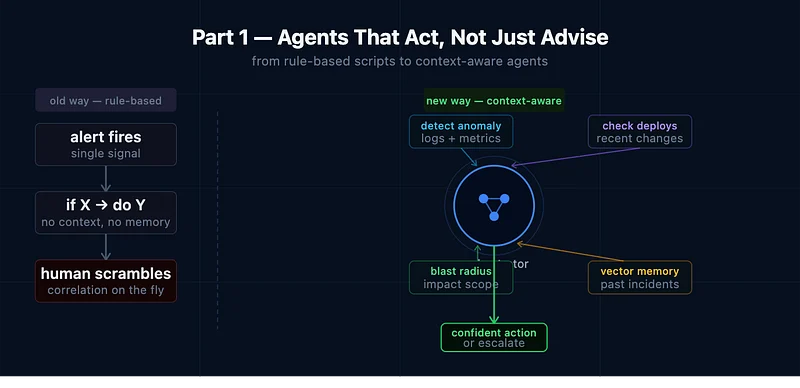 Part 1 — Agents That Act, Not Just Advise
from rule-based scripts to context-aware agents
old way — rule-based
alert fires
single signal
if X → do Y
no context, no memory
human scrambles
correlation on the fly
new way — context-aware
detect anomaly
logs + metrics
check deploys
recent changes
blast radius
impact scope
vector memory
past incidents
confident action
or escalate